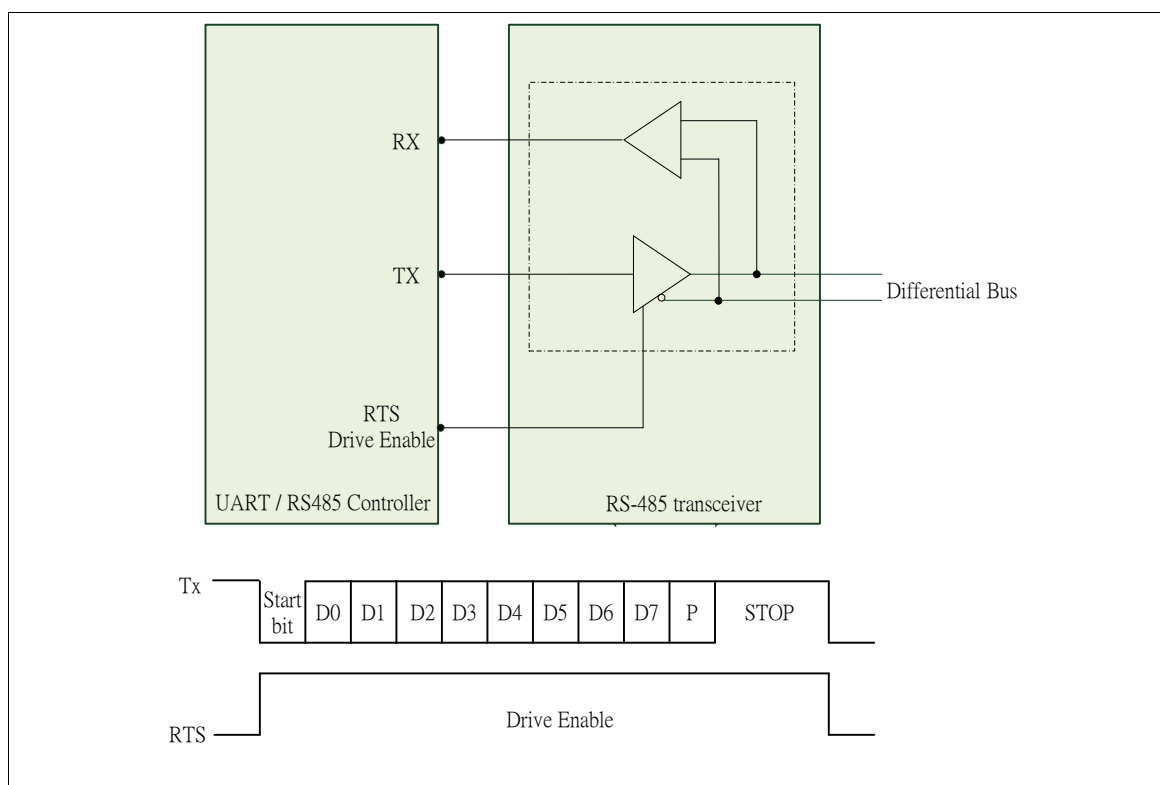 RX
TX
Differential Bus
RTS
Drive Enable
UART / RS485 Controller
RS-485 transceiver
Tx
Start
bit
D0
D1
D2
D3
D4
D5
D6
D7
P
STOP
Drive Enable
RTS